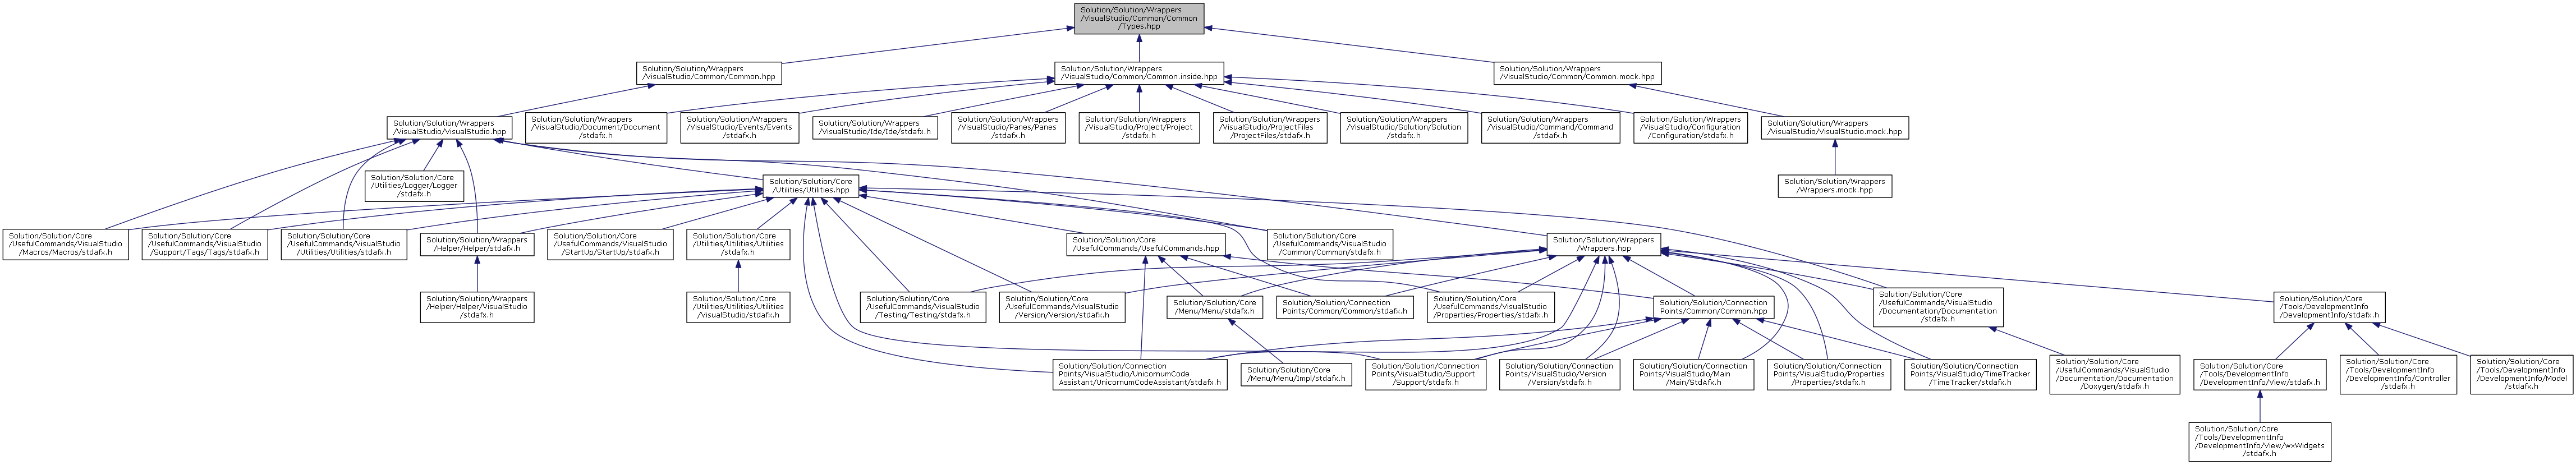 Solution/Solution/Wrappers
/VisualStudio/Common/Common
/Types.hpp
Solution/Solution/Wrappers
/VisualStudio/Common/Common.hpp
Solution/Solution/Wrappers
/VisualStudio/Common/Common.inside.hpp
Solution/Solution/Wrappers
/VisualStudio/Common/Common.mock.hpp
Solution/Solution/Wrappers
/VisualStudio/VisualStudio.hpp
Solution/Solution/Wrappers
/VisualStudio/Document/Document
/stdafx.h
Solution/Solution/Wrappers
/VisualStudio/Events/Events
/stdafx.h
Solution/Solution/Wrappers
/VisualStudio/Ide/Ide/stdafx.h
Solution/Solution/Wrappers
/VisualStudio/Panes/Panes
/stdafx.h
Solution/Solution/Wrappers
/VisualStudio/Project/Project
/stdafx.h
Solution/Solution/Wrappers
/VisualStudio/ProjectFiles
/ProjectFiles/stdafx.h
Solution/Solution/Wrappers
/VisualStudio/Solution/Solution
/stdafx.h
Solution/Solution/Wrappers
/VisualStudio/Command/Command
/stdafx.h
Solution/Solution/Wrappers
/VisualStudio/Configuration
/Configuration/stdafx.h
Solution/Solution/Wrappers
/VisualStudio/VisualStudio.mock.hpp
Solution/Solution/Core
/Utilities/Logger/Logger
/stdafx.h
Solution/Solution/Core
/Utilities/Utilities.hpp
Solution/Solution/Wrappers
/Wrappers.mock.hpp
Solution/Solution/Core
/UsefulCommands/VisualStudio
/Macros/Macros/stdafx.h
Solution/Solution/Core
/UsefulCommands/VisualStudio
/Support/Tags/Tags/stdafx.h
Solution/Solution/Core
/UsefulCommands/VisualStudio
/Utilities/Utilities/stdafx.h
Solution/Solution/Wrappers
/Helper/Helper/stdafx.h
Solution/Solution/Core
/UsefulCommands/VisualStudio
/StartUp/StartUp/stdafx.h
Solution/Solution/Core
/Utilities/Utilities/Utilities
/stdafx.h
Solution/Solution/Core
/UsefulCommands/UsefulCommands.hpp
Solution/Solution/Core
/UsefulCommands/VisualStudio
/Common/Common/stdafx.h
Solution/Solution/Wrappers
/Wrappers.hpp
Solution/Solution/Wrappers
/Helper/Helper/VisualStudio
/stdafx.h
Solution/Solution/Core
/Utilities/Utilities/Utilities
/VisualStudio/stdafx.h
Solution/Solution/Core
/UsefulCommands/VisualStudio
/Testing/Testing/stdafx.h
Solution/Solution/Core
/UsefulCommands/VisualStudio
/Version/Version/stdafx.h
Solution/Solution/Core
/Menu/Menu/stdafx.h
Solution/Solution/Connection
Points/Common/Common/stdafx.h
Solution/Solution/Core
/UsefulCommands/VisualStudio
/Properties/Properties/stdafx.h
Solution/Solution/Connection
Points/Common/Common.hpp
Solution/Solution/Core
/UsefulCommands/VisualStudio
/Documentation/Documentation
/stdafx.h
Solution/Solution/Core
/Tools/DevelopmentInfo
/DevelopmentInfo/stdafx.h
Solution/Solution/Connection
Points/VisualStudio/UnicornumCode
Assistant/UnicornumCodeAssistant/stdafx.h
Solution/Solution/Core
/Menu/Menu/Impl/stdafx.h
Solution/Solution/Connection
Points/VisualStudio/Support
/Support/stdafx.h
Solution/Solution/Connection
Points/VisualStudio/Version
/Version/stdafx.h
Solution/Solution/Connection
Points/VisualStudio/Main
/Main/StdAfx.h
Solution/Solution/Connection
Points/VisualStudio/Properties
/Properties/stdafx.h
Solution/Solution/Connection
Points/VisualStudio/TimeTracker
/TimeTracker/stdafx.h
Solution/Solution/Core
/UsefulCommands/VisualStudio
/Documentation/Documentation
/Doxygen/stdafx.h
Solution/Solution/Core
/Tools/DevelopmentInfo
/DevelopmentInfo/View/stdafx.h
Solution/Solution/Core
/Tools/DevelopmentInfo
/DevelopmentInfo/Controller
/stdafx.h
Solution/Solution/Core
/Tools/DevelopmentInfo
/DevelopmentInfo/Model
/stdafx.h
Solution/Solution/Core
/Tools/DevelopmentInfo
/DevelopmentInfo/View/wxWidgets
/stdafx.h